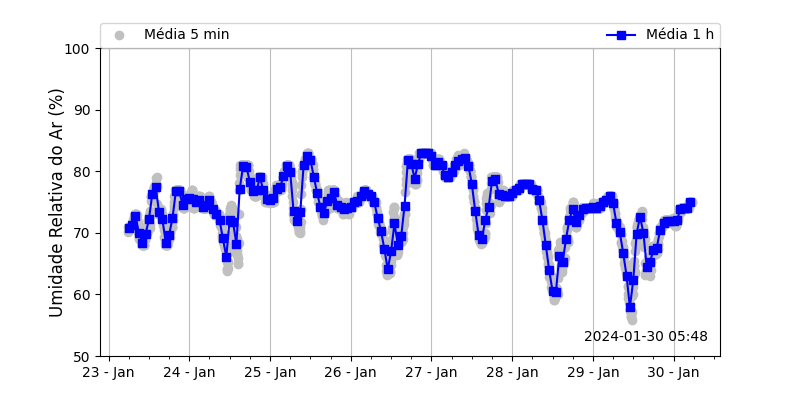 Média 5 min
Média 1 h
100
90
80
70
60
50
Umidade Relativa do Ar (%)
2024-01-30 05:48
23 - Jan
24 - Jan
25 - Jan
26 - Jan
27 - Jan
28 - Jan
29 - Jan
30 - Jan